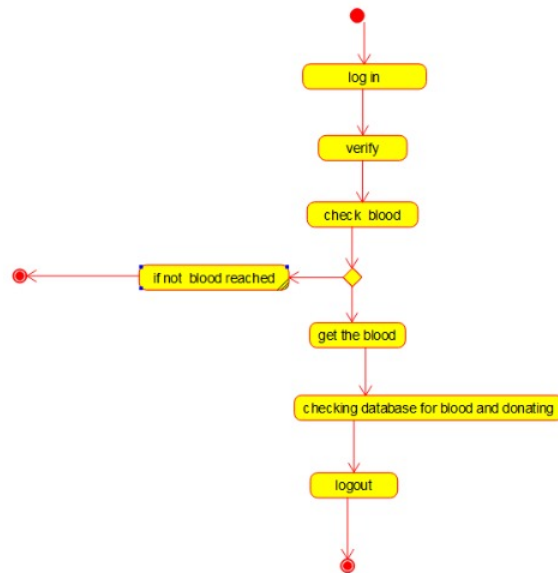 log in
verify
check  blood
if not  blood reached
get the blood
checking database for blood and donating
logout